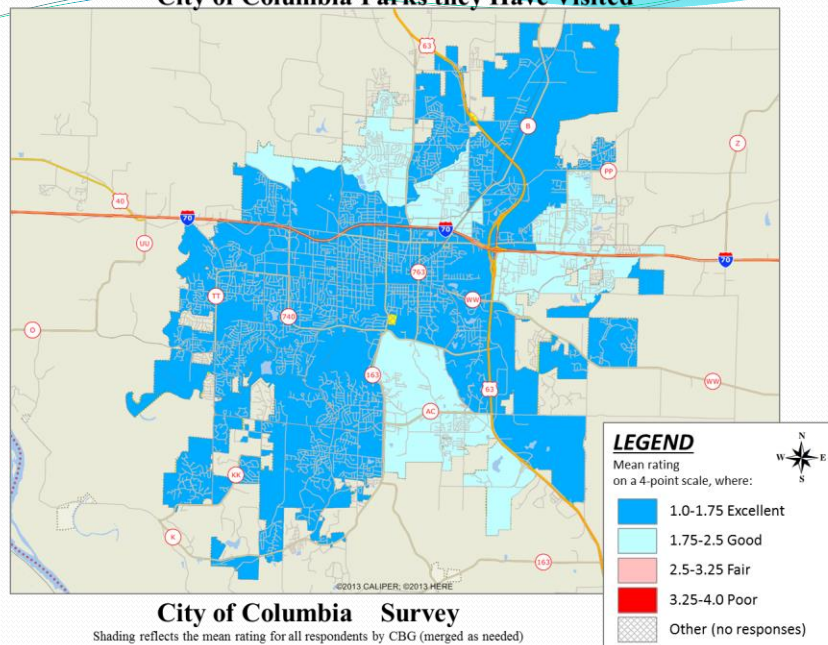 City of Columbia Parks they Have Visited
63
B
Z
PP
40
70
UU
70
763
70
TT
WW
740
O
163
63
WW
AC
KK
K
163
©2013 CALIPER; ©2013 HERE
LEGEND
Mean rating
on a 4-point scale, where:
N
W E
S
1.0-1.75 Excellent
1.75-2.5 Good
2.5-3.25 Fair
3.25-4.0 Poor
Other (no responses)
City of Columbia Survey
Shading reflects the mean rating for all respondents by CBG (merged as needed)